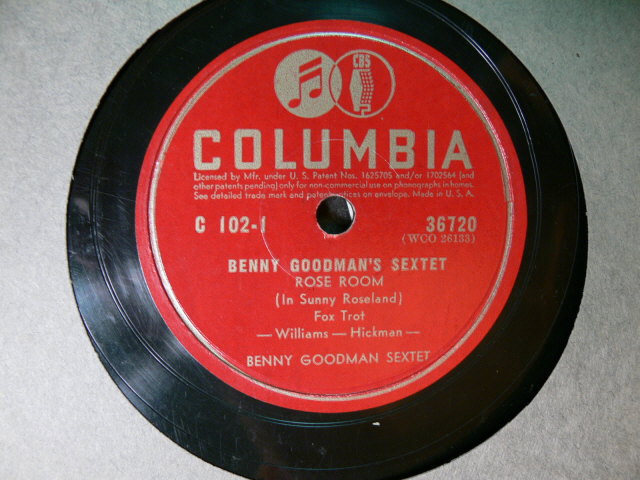 CBS
COLUMBIA
Licensed by Mfr. under U. S. Patent Nos. 1625705 and/or 1702564 (and
other patents pending) only for non-commercial use on phonographs in homes.
See detailed trade mark and patent notices on envelope. Made in U. S. A.
C 102-1 36720
(WCO 26133)
BENNY GOODMAN'S SEXTET
ROSE ROOM
(In Sunny Roseland)
Fox Trot
— Williams — Hickman —
BENNY GOODMAN SEXTET